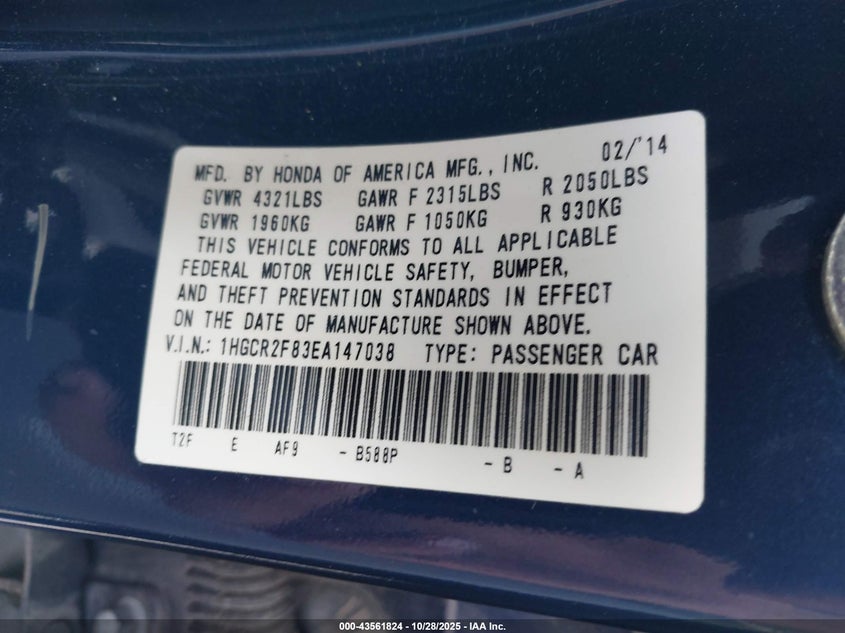 MFD. BY HONDA OF AMERICA MFG., INC. 02/'14
GVWR 4321LBS GAWR F 2315LBS R 2050LBS
GVWR 1960KG GAWR F 1050KG R 930KG
THIS VEHICLE CONFORMS TO ALL APPLICABLE
FEDERAL MOTOR VEHICLE SAFETY, BUMPER,
AND THEFT PREVENTION STANDARDS IN EFFECT
ON THE DATE OF MANUFACTURE SHOWN ABOVE.
V.I.N.: 1HGCR2F83EA147038 TYPE: PASSENGER CAR
T2F E AF9 - B588P - B - A
000-43561824 | 10/28/2025 - IAA Inc.